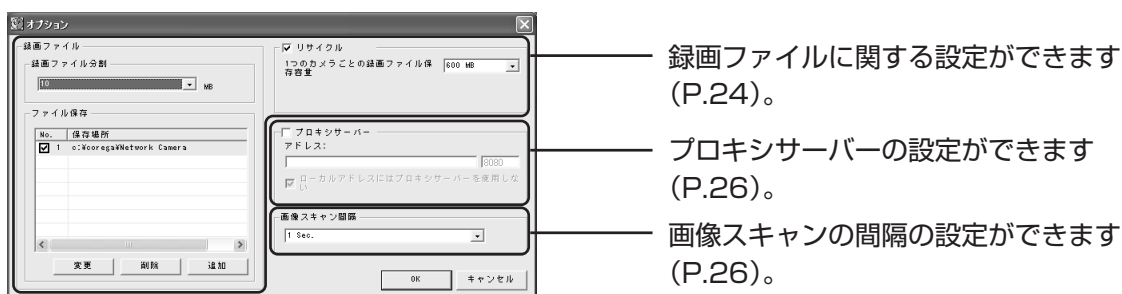 オプション
録画ファイル
録画ファイル分割
10
MB
ファイル保存
No. 保存場所
1 c:¥corega¥Network Camera
変更 削除 追加
リサイクル
1つのカメラごとの録画ファイル保
存容量
600 MB
プロキシサーバー
アドレス:
8080
ローカルアドレスにはプロキシサーバーを使用しな
い
画像スキャン間隔
1 Sec.
OK キャンセル
録画ファイルに関する設定ができます
(P.24)。
プロキシサーバーの設定ができます
(P.26)。
画像スキャンの間隔の設定ができます
(P.26)。